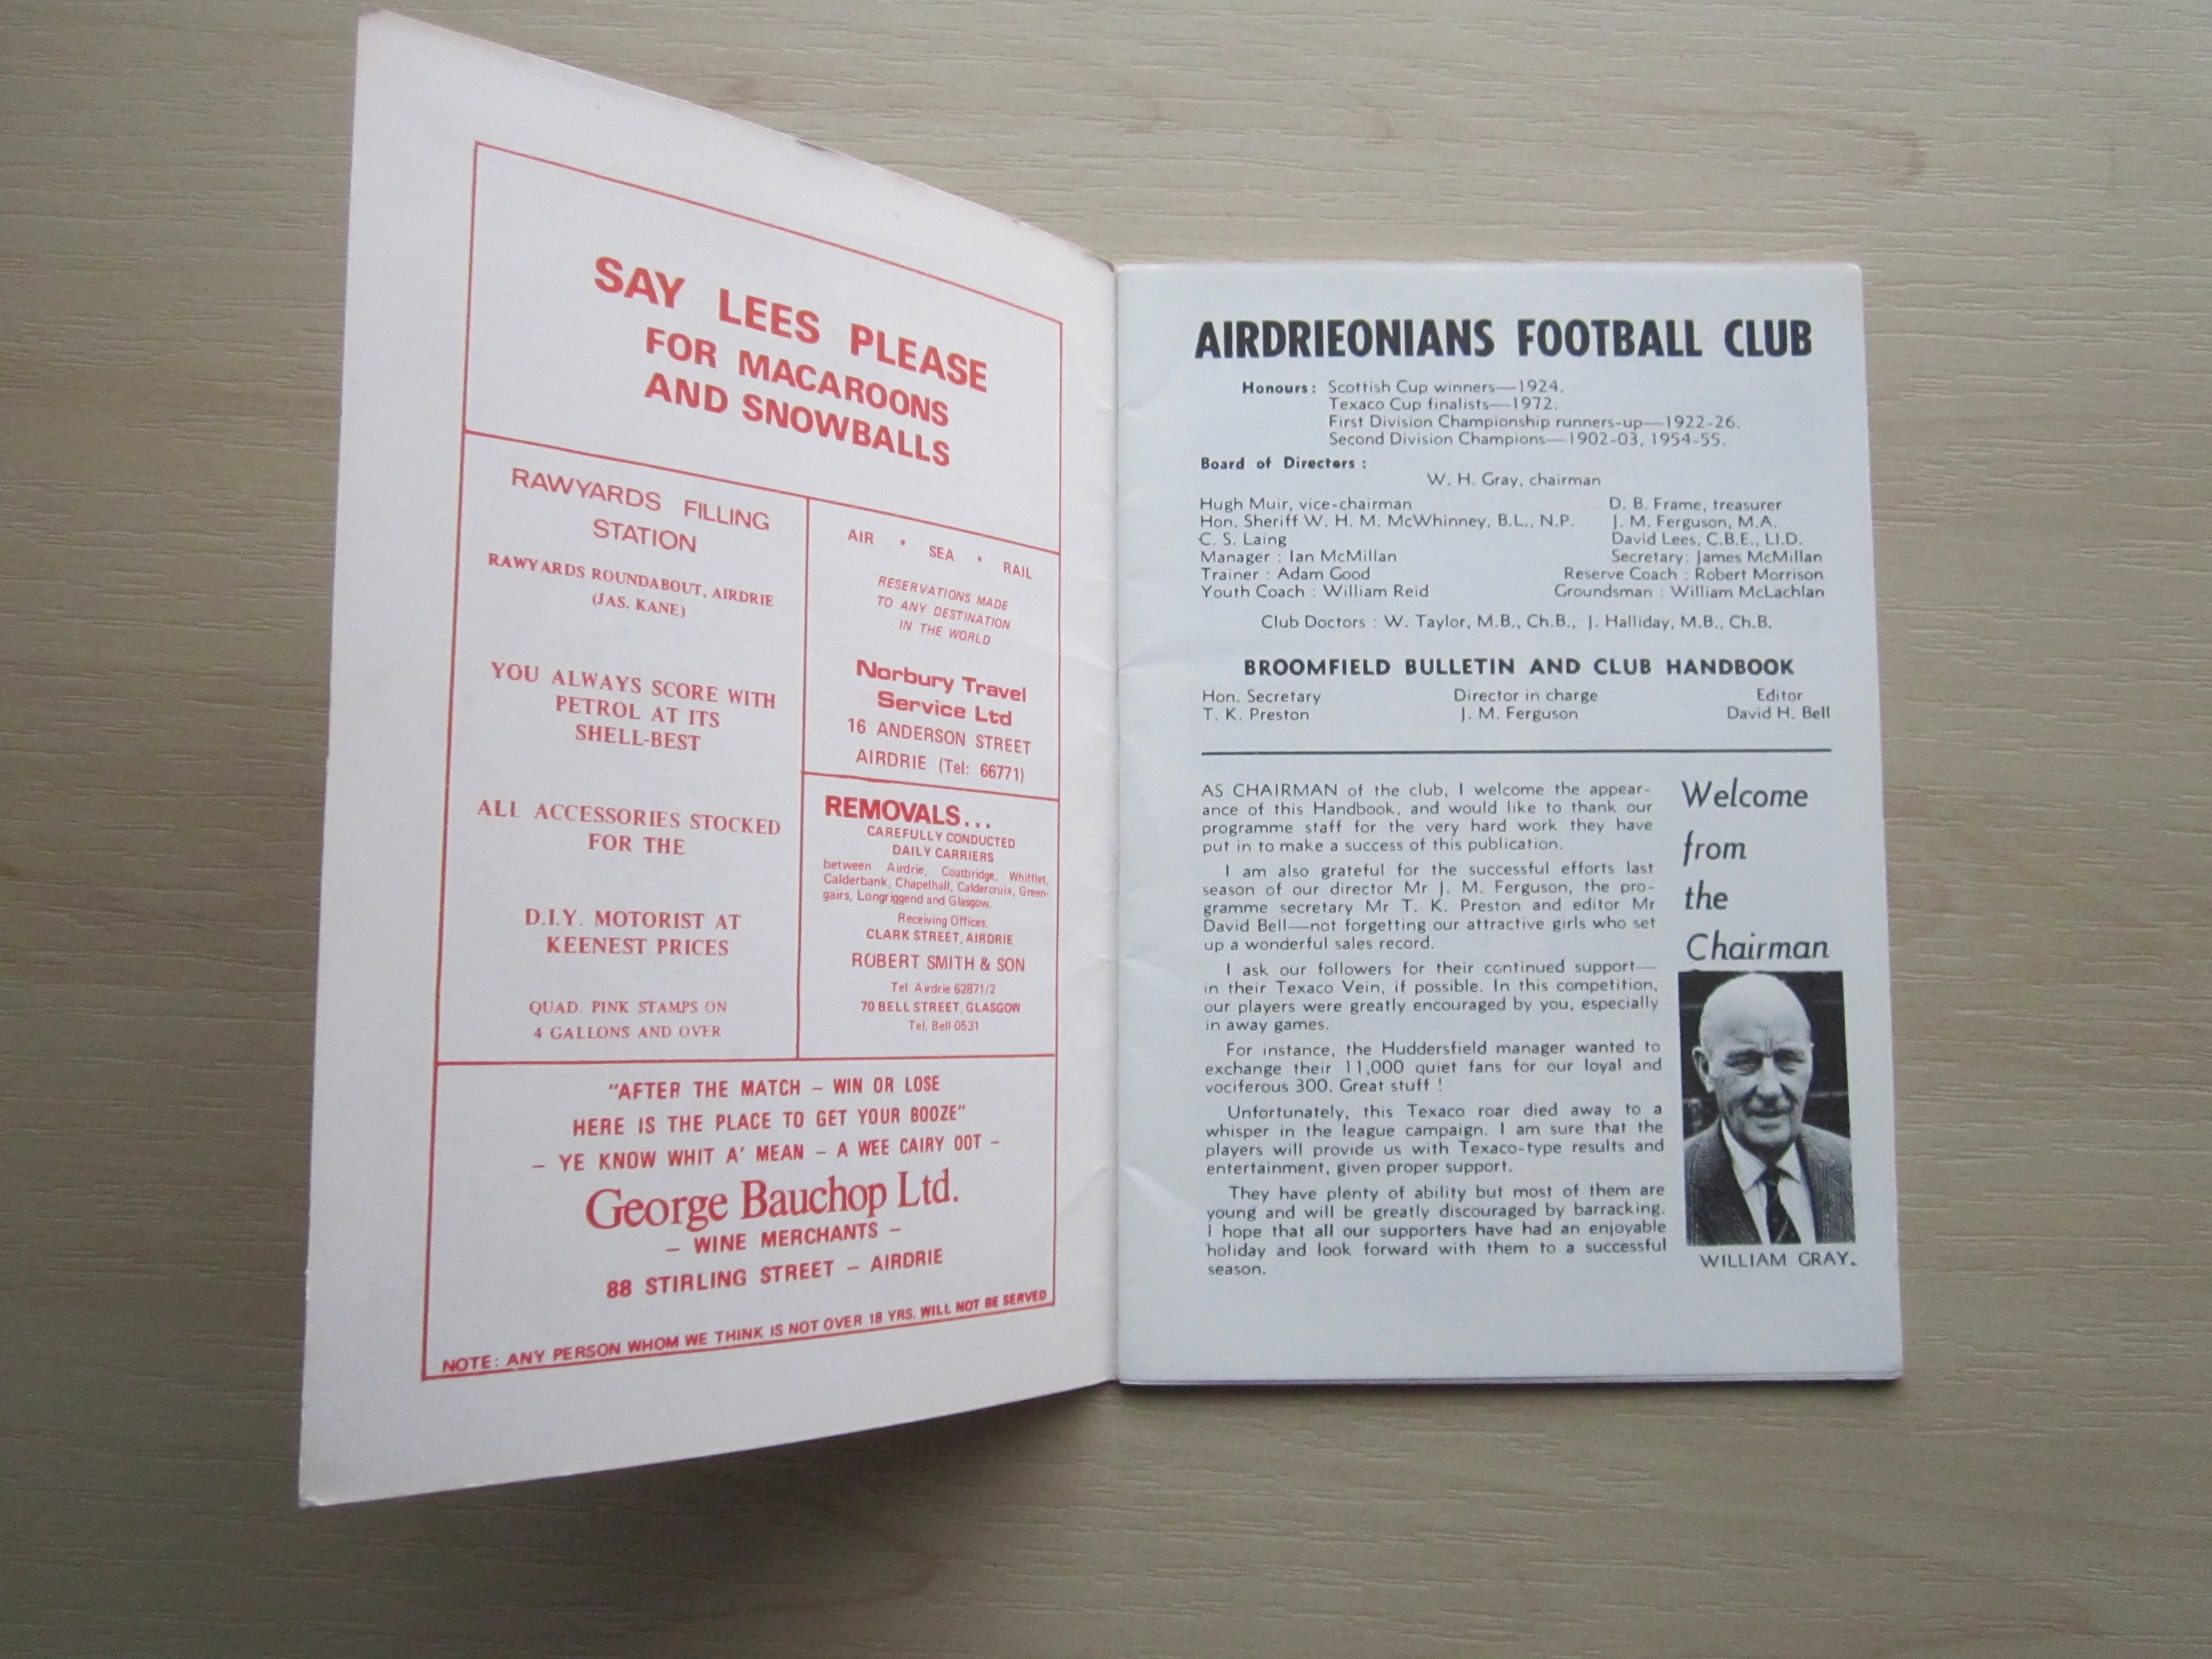 SAY LEES PLEASE
FOR MACAROONS
AND SNOWBALLS
RAWYARDS FILLING
STATION
RAWYARDS ROUNDABOUT, AIRDRIE
(JAS. KANE)
YOU ALWAYS SCORE WITH
PETROL AT ITS
SHELL-BEST
ALL ACCESSORIES STOCKED
FOR THE
D.I.Y. MOTORIST AT
KEENEST PRICES
QUAD. PINK STAMPS ON
4 GALLONS AND OVER
AIR • SEA • RAIL
RESERVATIONS MADE
TO ANY DESTINATION
IN THE WORLD
Norbury Travel
Service Ltd
16 ANDERSON STREET
AIRDRIE (Tel: 66771)
REMOVALS...
CAREFULLY CONDUCTED
DAILY CARRIERS
between Airdrie, Coatbridge, Whifflet,
Calderbank, Chapelhall, Caldercruix, Green-
gairs, Longriggend and Glasgow.
Receiving Offices.
CLARK STREET, AIRDRIE
ROBERT SMITH & SON
Tel. Airdrie 62871/2
70 BELL STREET, GLASGOW
Tel. Bell 0531
"AFTER THE MATCH – WIN OR LOSE
HERE IS THE PLACE TO GET YOUR BOOZE"
– YE KNOW WHIT A' MEAN – A WEE CAIRY OOT –
George Bauchop Ltd.
– WINE MERCHANTS –
88 STIRLING STREET – AIRDRIE
NOTE: ANY PERSON WHOM WE THINK IS NOT OVER 18 YRS. WILL NOT BE SERVED
AIRDRIEONIANS FOOTBALL CLUB
Honours: Scottish Cup winners—1924.
Texaco Cup finalists—1972.
First Division Championship runners-up—1922-26.
Second Division Champions—1902-03, 1954-55.
Board of Directors :
W. H. Gray, chairman
Hugh Muir, vice-chairman D. B. Frame, treasurer
Hon. Sheriff W. H. M. McWhinney, B.L., N.P. J. M. Ferguson, M.A.
C. S. Laing David Lees, C.B.E., Ll.D.
Manager : Ian McMillan Secretary: James McMillan
Trainer : Adam Good Reserve Coach : Robert Morrison
Youth Coach : William Reid Groundsman : William McLachlan
Club Doctors : W. Taylor, M.B., Ch.B., J. Halliday, M.B., Ch.B.
BROOMFIELD BULLETIN AND CLUB HANDBOOK
Hon. Secretary Director in charge Editor
T. K. Preston J. M. Ferguson David H. Bell
Welcome
from
the
Chairman
AS CHAIRMAN of the club, I welcome the appear-
ance of this Handbook, and would like to thank our
programme staff for the very hard work they have
put in to make a success of this publication.
I am also grateful for the successful efforts last
season of our director Mr J. M. Ferguson, the pro-
gramme secretary Mr T. K. Preston and editor Mr
David Bell—not forgetting our attractive girls who set
up a wonderful sales record.
I ask our followers for their continued support—
in their Texaco Vein, if possible. In this competition,
our players were greatly encouraged by you, especially
in away games.
For instance, the Huddersfield manager wanted to
exchange their 11,000 quiet fans for our loyal and
vociferous 300. Great stuff !
Unfortunately, this Texaco roar died away to a
whisper in the league campaign. I am sure that the
players will provide us with Texaco-type results and
entertainment, given proper support.
They have plenty of ability but most of them are
young and will be greatly discouraged by barracking.
I hope that all our supporters have had an enjoyable
holiday and look forward with them to a successful
season.
WILLIAM GRAY.